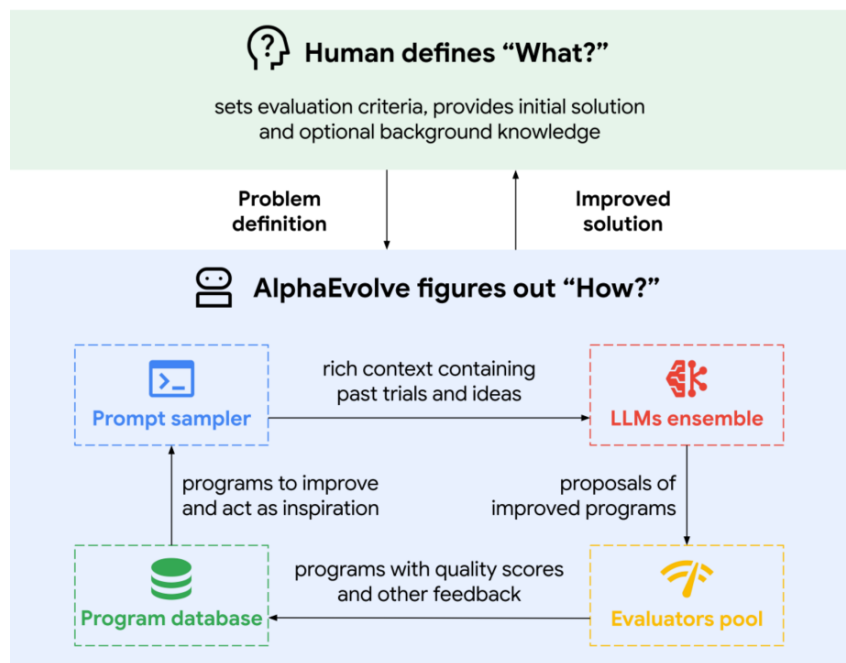 Human defines “What?”
sets evaluation criteria, provides initial solution
and optional background knowledge
Problem
definition
Improved
solution
AlphaEvolve figures out “How?”
Prompt sampler
rich context containing
past trials and ideas
LLMs ensemble
programs to improve
and act as inspiration
proposals of
improved programs
Program database
programs with quality scores
and other feedback
Evaluators pool